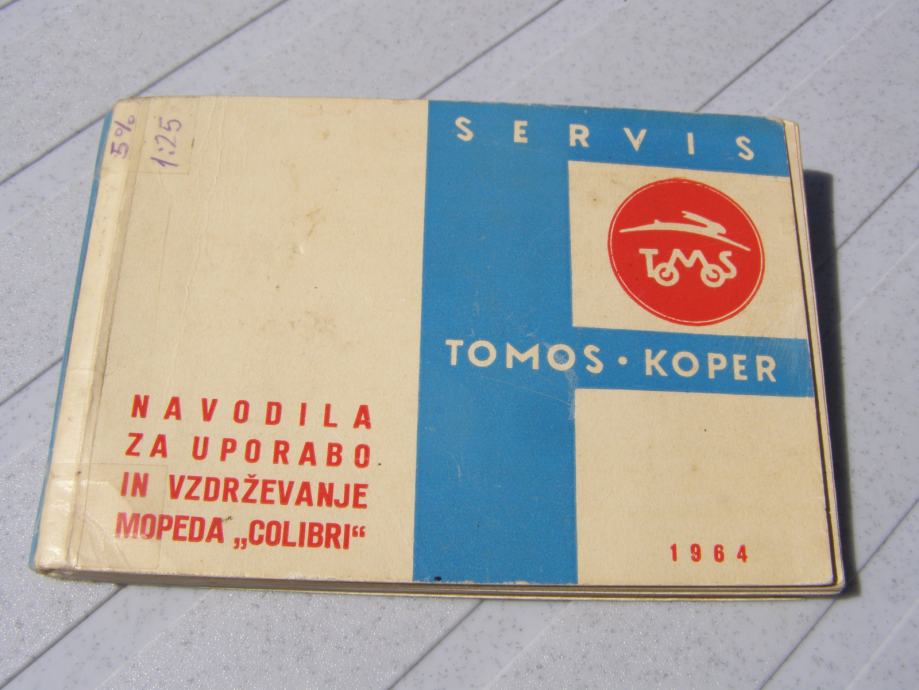 5%
1:25
SERVIS
TOMOS
TOMOS · KOPER
NAVODILA
ZA UPORABO
IN VZDRŽEVANJE
MOPEDA „COLIBRI“
1964